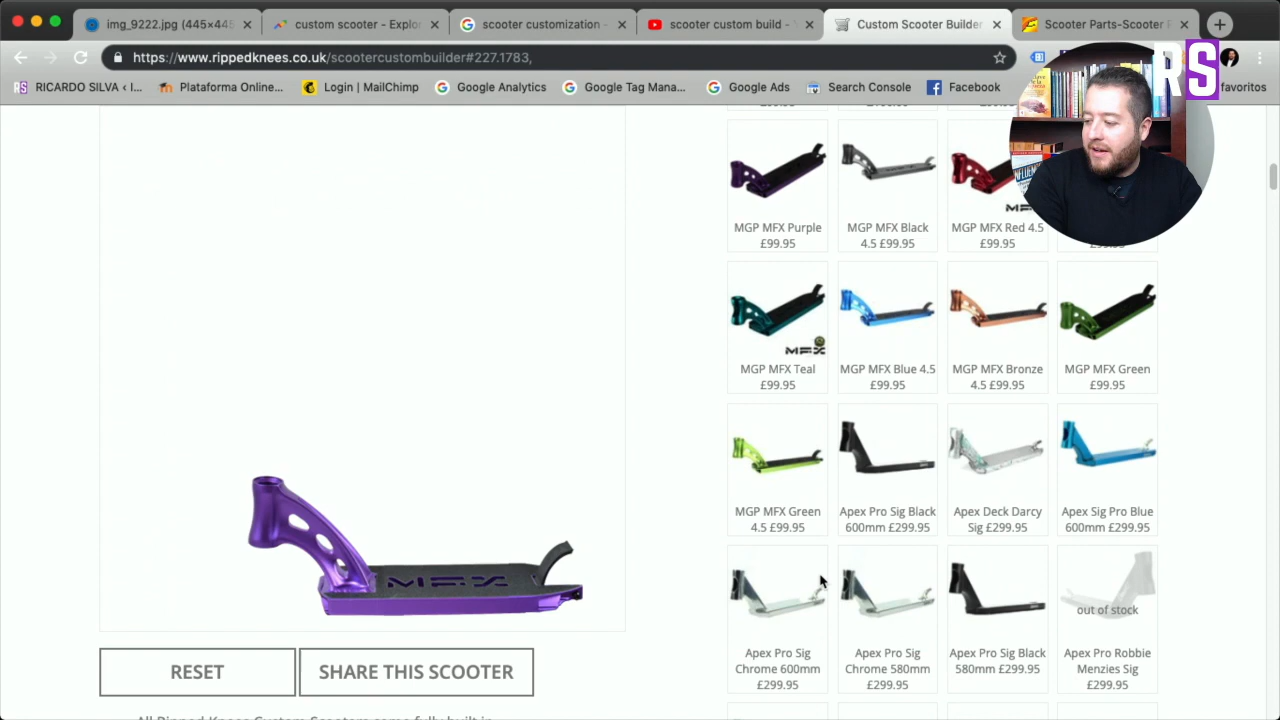 img_9222.jpg (445×445
custom scooter - Explo
scooter customization -
scooter custom build -
Custom Scooter Builder
Scooter Parts-Scooter
https://www.rippedknees.co.uk/scootercustombuilder#227.1783,
RS RICARDO SILVA ‹ I...
Plataforma Onlin...
Login | MailChimp
Google Analytics
Google Tag Mana...
Google Ads
Search Console
Facebook
favoritos
RS
MGP MFX Purple
£99.95
MGP MFX Black
4.5 £99.95
MGP MFX Red 4.5
£99.95
MFX
MGP MFX Teal
£99.95
MGP MFX Blue 4.5
£99.95
MGP MFX Bronze
4.5 £99.95
MGP MFX Green
£99.95
MGP MFX Green
4.5 £99.95
Apex Pro Sig Black
600mm £299.95
Apex Deck Darcy
Sig £299.95
Apex Sig Pro Blue
600mm £299.95
MFX
out of stock
Apex Pro Sig
Chrome 600mm
£299.95
Apex Pro Sig
Chrome 580mm
£299.95
Apex Pro Sig Black
580mm £299.95
Apex Pro Robbie
Menzies Sig
£299.95
RESET
SHARE THIS SCOOTER